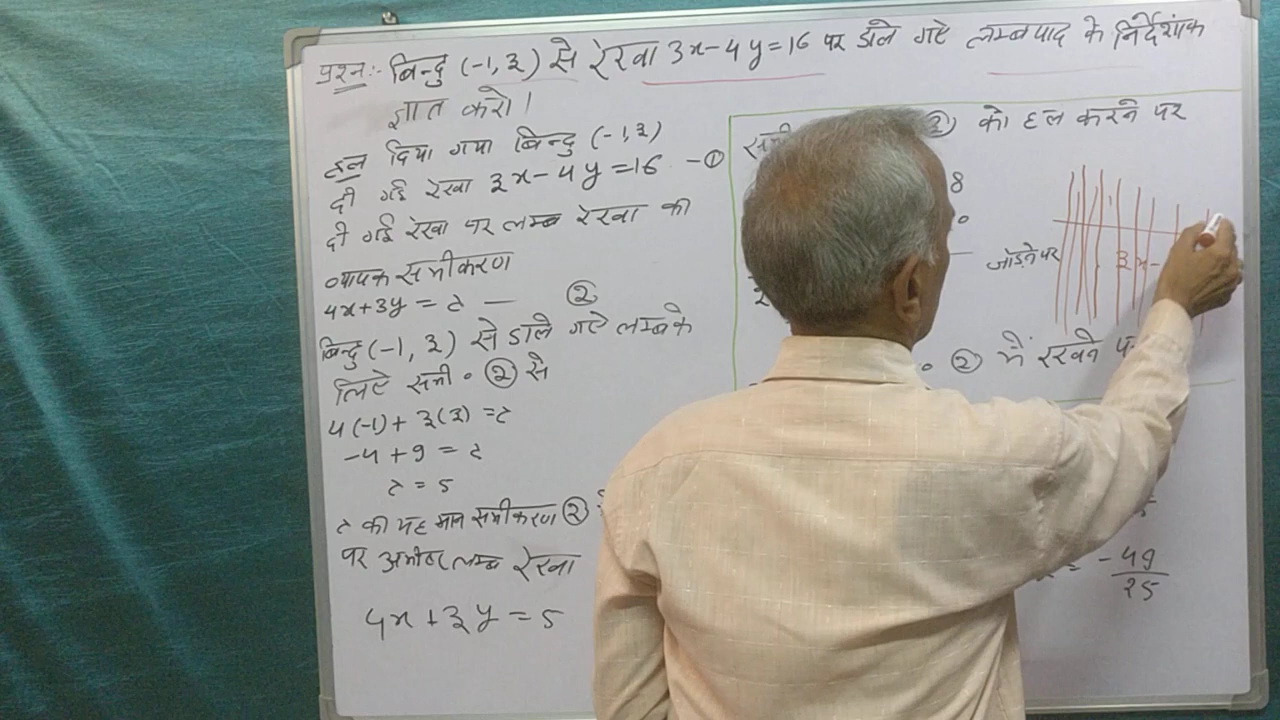 प्रश्न:- बिन्दु (-1,3) से रेखा 3x-4y=16 पर डाले गए लम्बपाद के निर्देशांक
ज्ञात करो।
हल दिया गया बिन्दु (-1,3)
दी गई रेखा 3x-4y=16 -①
दी गई रेखा पर लम्ब रेखा की
व्यापक समीकरण
4x+3y = λ — ②
बिन्दु (-1, 3) से डाले गए लम्ब के
लिए समी० ② से
4(-1)+3(3) =λ
-4+9=λ
λ=5
λ की यह मान समीकरण ②
पर अभीष्ट लम्ब रेखा
4x+3y=5
② को हल करने पर
8
जोड़ने पर
3x-
② में रखने
= -49
25